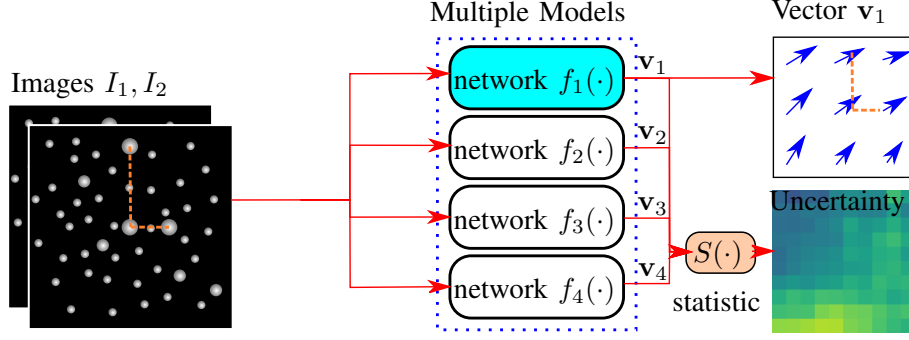 Multiple Models
Vector v₁
Images I₁, I₂
network f₁(·)
v₁
network f₂(·)
v₂
network f₃(·)
v₃
network f₄(·)
v₄
S(·)
statistic
Uncertainty